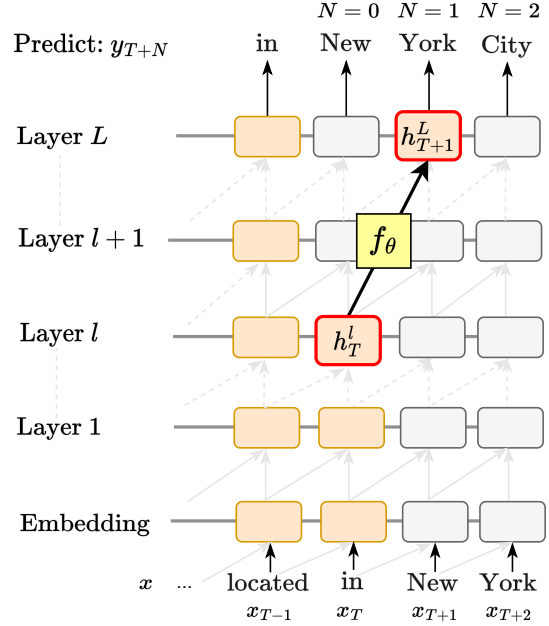 N = 0 N = 1 N = 2
Predict: y_{T+N} in New York City
Layer L h^L_{T+1}
Layer l + 1 f_θ
Layer l h^l_T
Layer 1
Embedding
x ... located in New York
x_{T−1} x_T x_{T+1} x_{T+2}